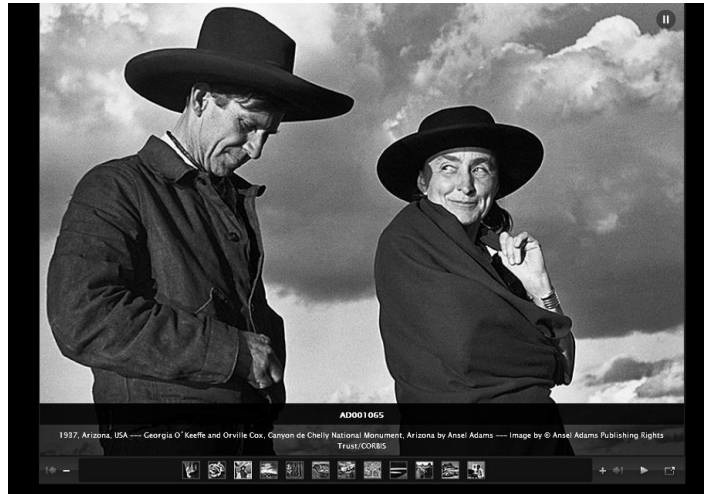 AD001065
1937, Arizona, USA --- Georgia O'Keeffe and Orville Cox, Canyon de Chelly National Monument, Arizona by Ansel Adams --- Image by © Ansel Adams Publishing Rights
Trust/CORBIS